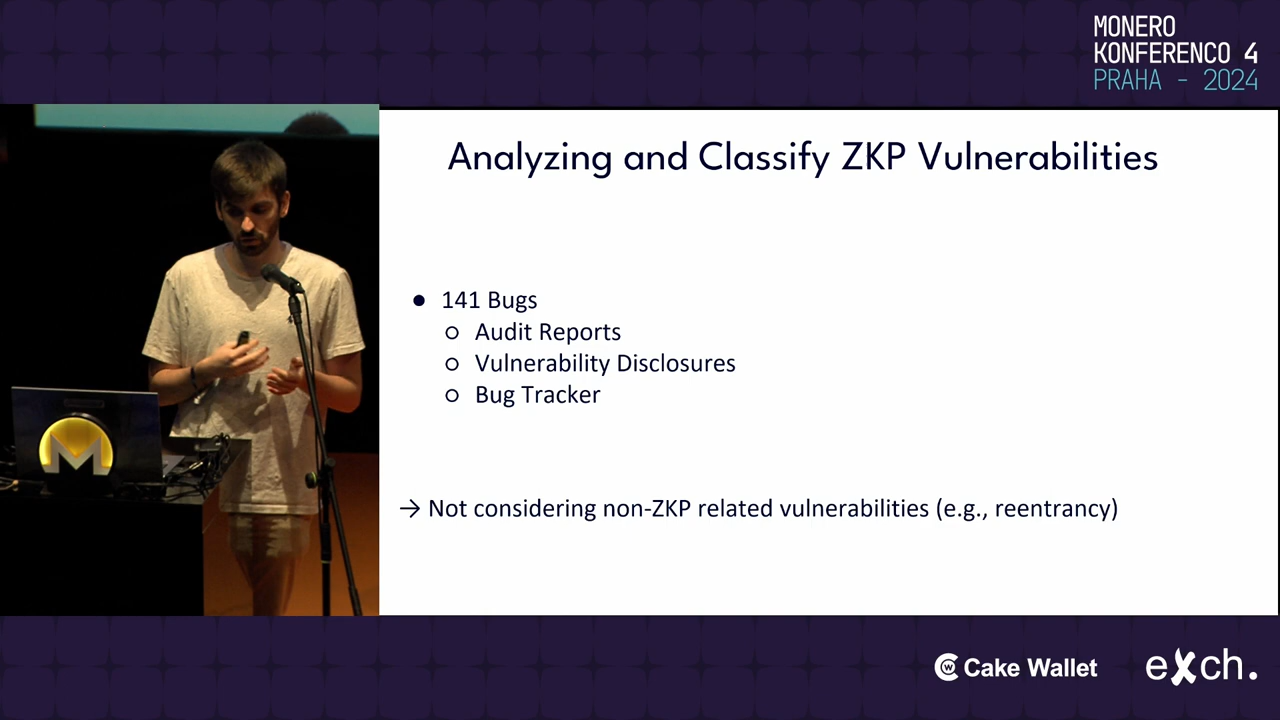 MONERO
KONFERENCO 4
PRAHA - 2024
Analyzing and Classify ZKP Vulnerabilities
● 141 Bugs
○ Audit Reports
○ Vulnerability Disclosures
○ Bug Tracker
→ Not considering non-ZKP related vulnerabilities (e.g., reentrancy)
Cake Wallet
exch.